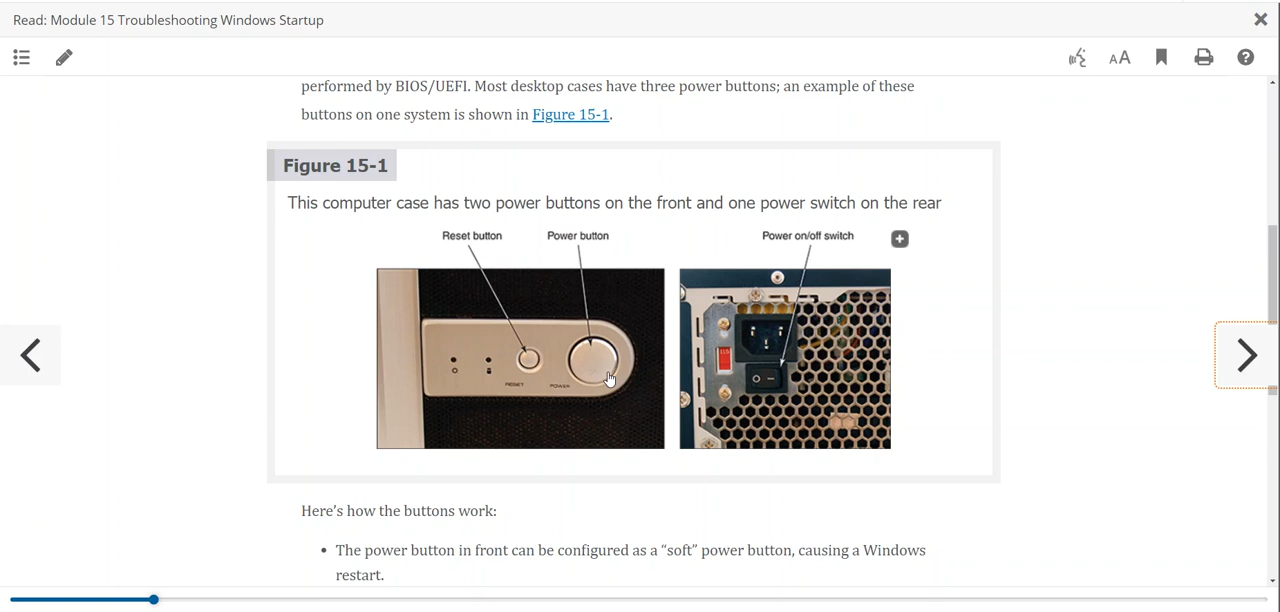 Read: Module 15 Troubleshooting Windows Startup
AA
performed by BIOS/UEFI. Most desktop cases have three power buttons; an example of these
buttons on one system is shown in Figure 15-1.
Figure 15-1
This computer case has two power buttons on the front and one power switch on the rear
Reset button Power button Power on/off switch
RESET POWER
Here’s how the buttons work:
• The power button in front can be configured as a “soft” power button, causing a Windows
restart.